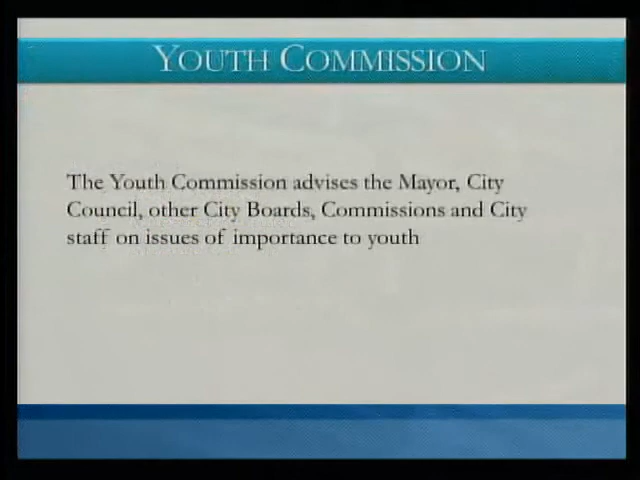 YOUTH COMMISSION
The Youth Commission advises the Mayor, City
Council, other City Boards, Commissions and City
staff on issues of importance to youth